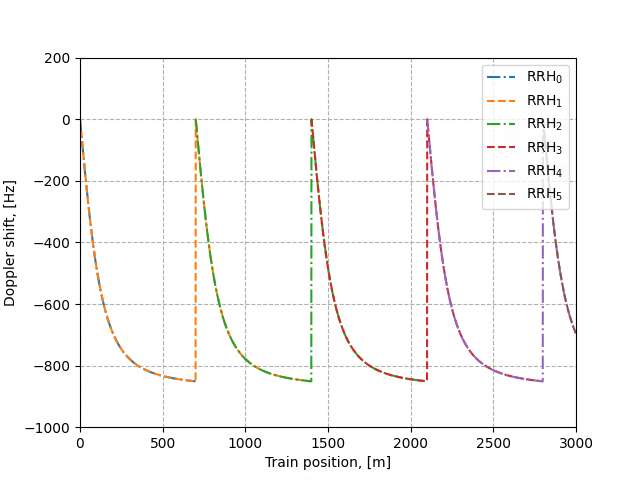 200
0
−200
−400
−600
−800
−1000
Doppler shift, [Hz]
0 500 1000 1500 2000 2500 3000
Train position, [m]
RRH₀
RRH₁
RRH₂
RRH₃
RRH₄
RRH₅